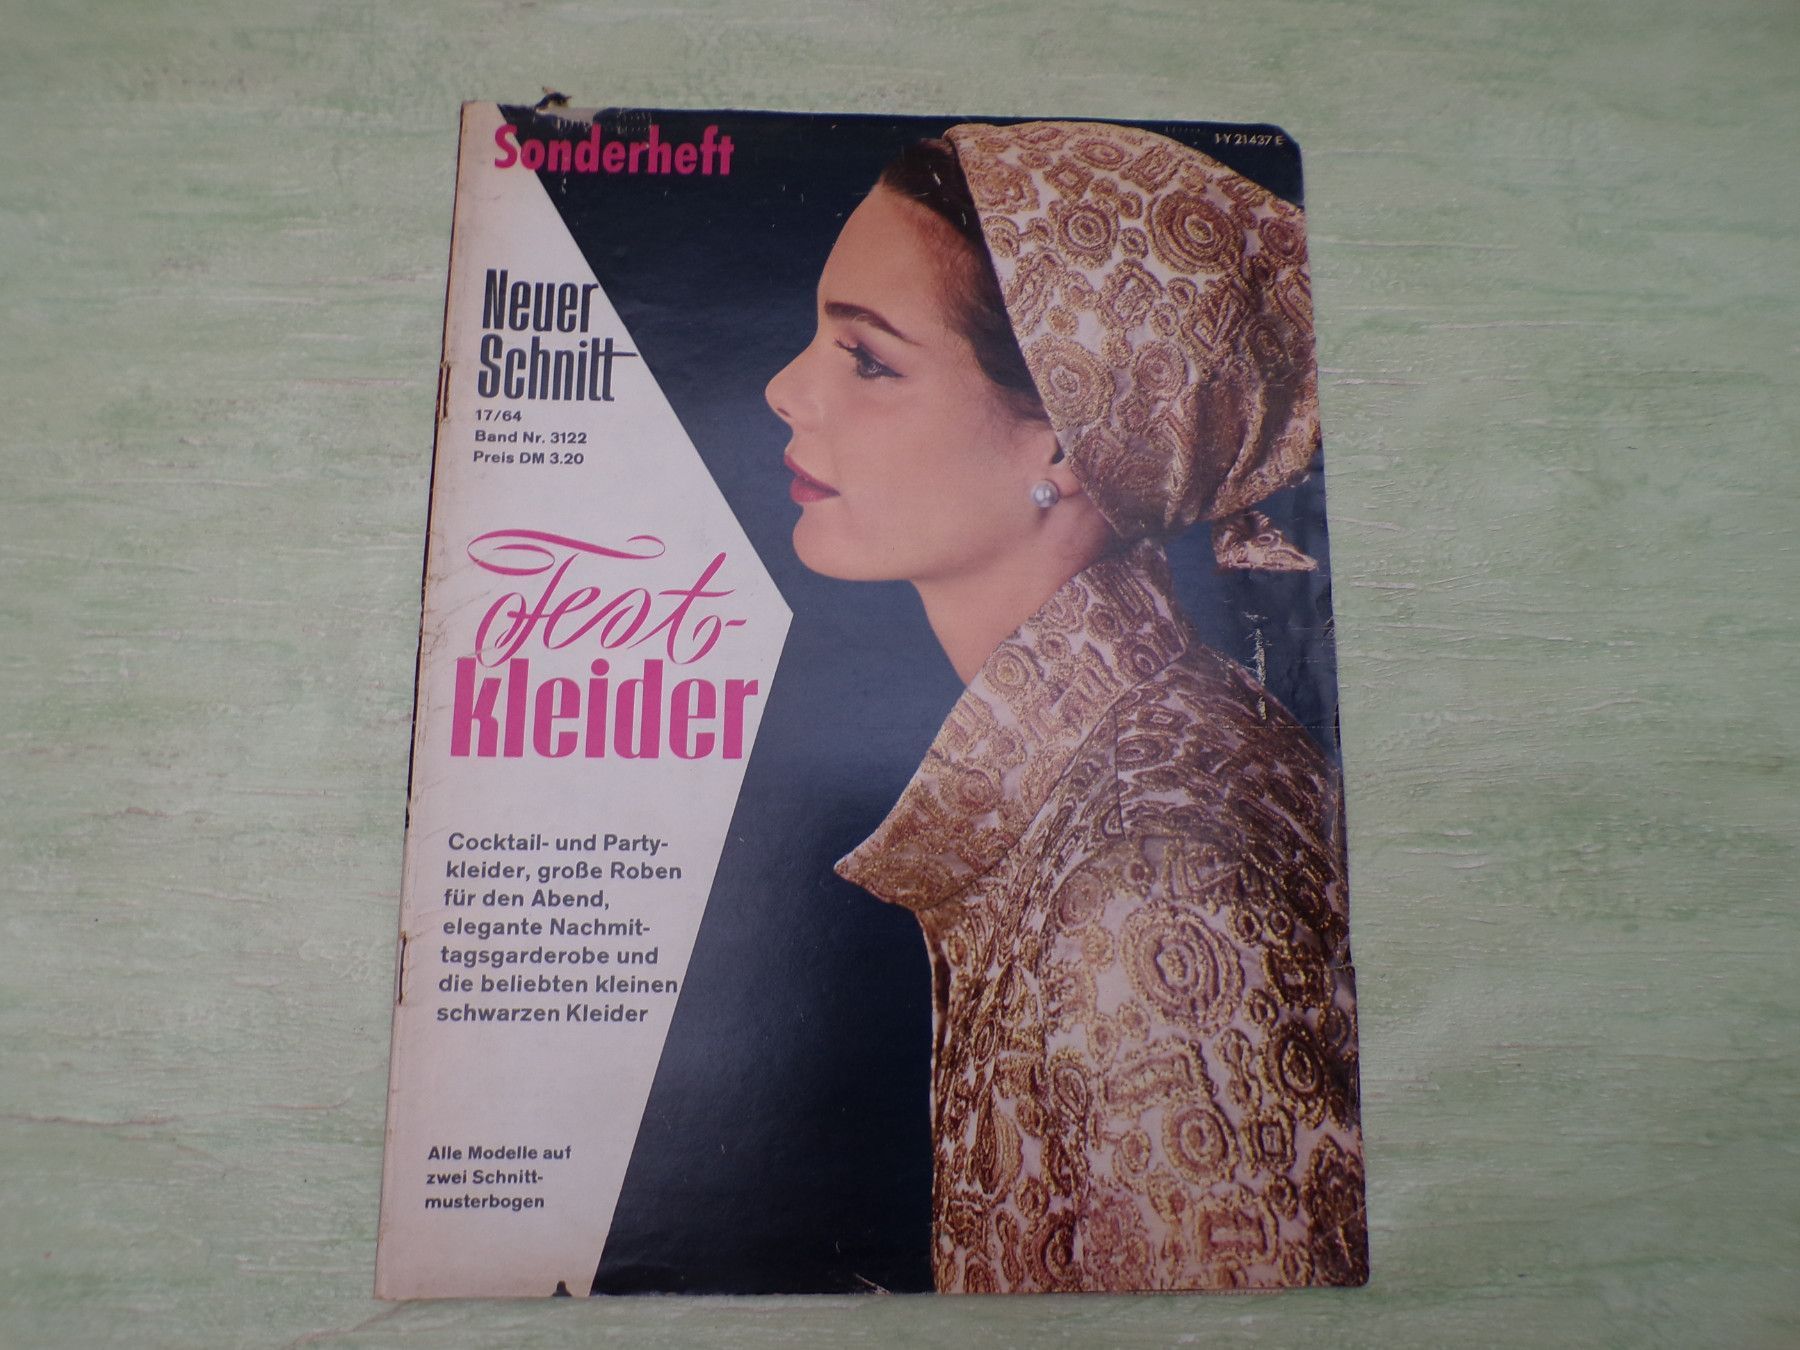 Sonderheft
1-Y 21437 E
Neuer
Schnitt
17/64
Band Nr. 3122
Preis DM 3.20
Fest-
kleider
Cocktail- und Party-
kleider, große Roben
für den Abend,
elegante Nachmit-
tagsgarderobe und
die beliebten kleinen
schwarzen Kleider
Alle Modelle auf
zwei Schnitt-
musterbogen